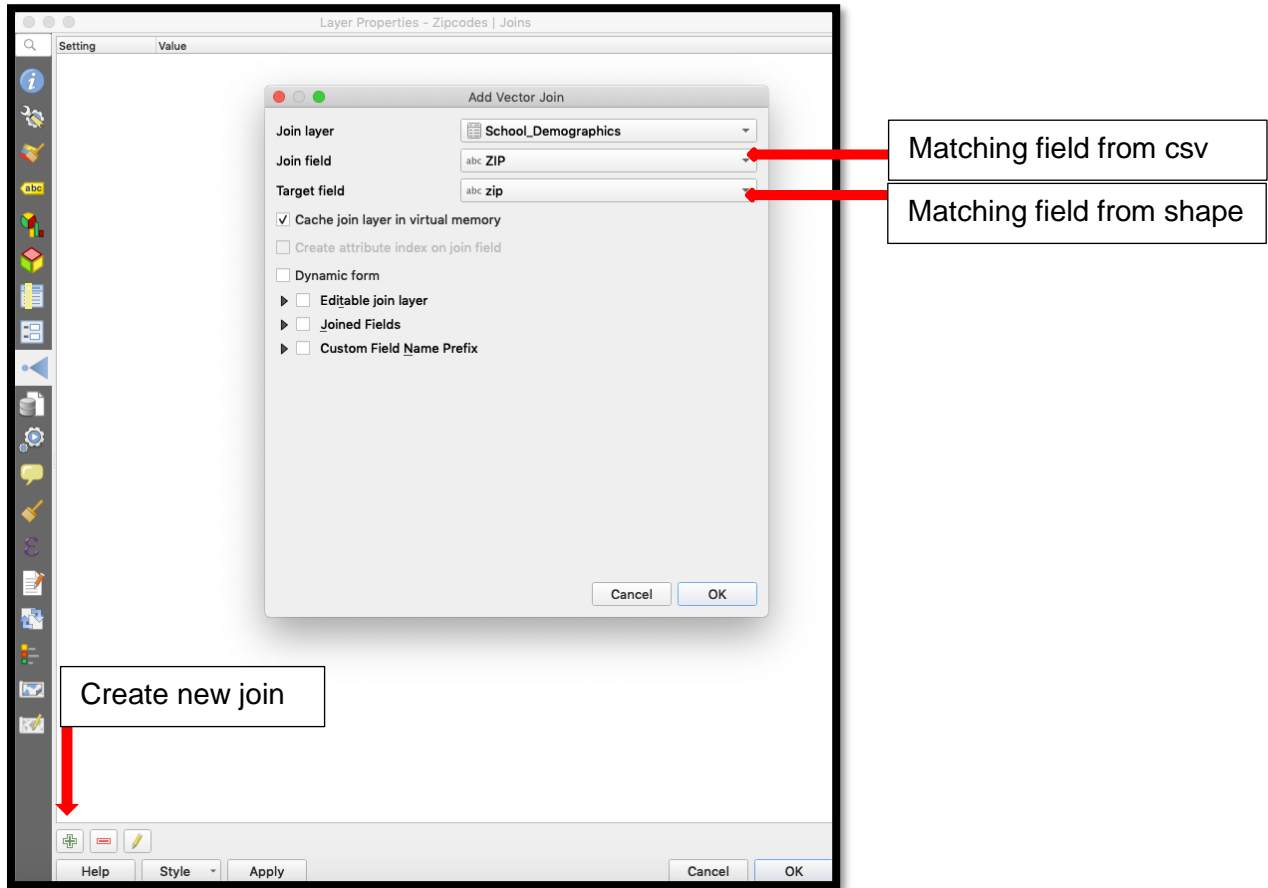 Layer Properties - Zipcodes | Joins
Setting Value
Add Vector Join
Join layer School_Demographics
Join field abc ZIP
Target field abc zip
Cache join layer in virtual memory
Create attribute index on join field
Dynamic form
Editable join layer
Joined Fields
Custom Field Name Prefix
Cancel OK
Matching field from csv
Matching field from shape
abc
Create new join
Help Style Apply Cancel OK